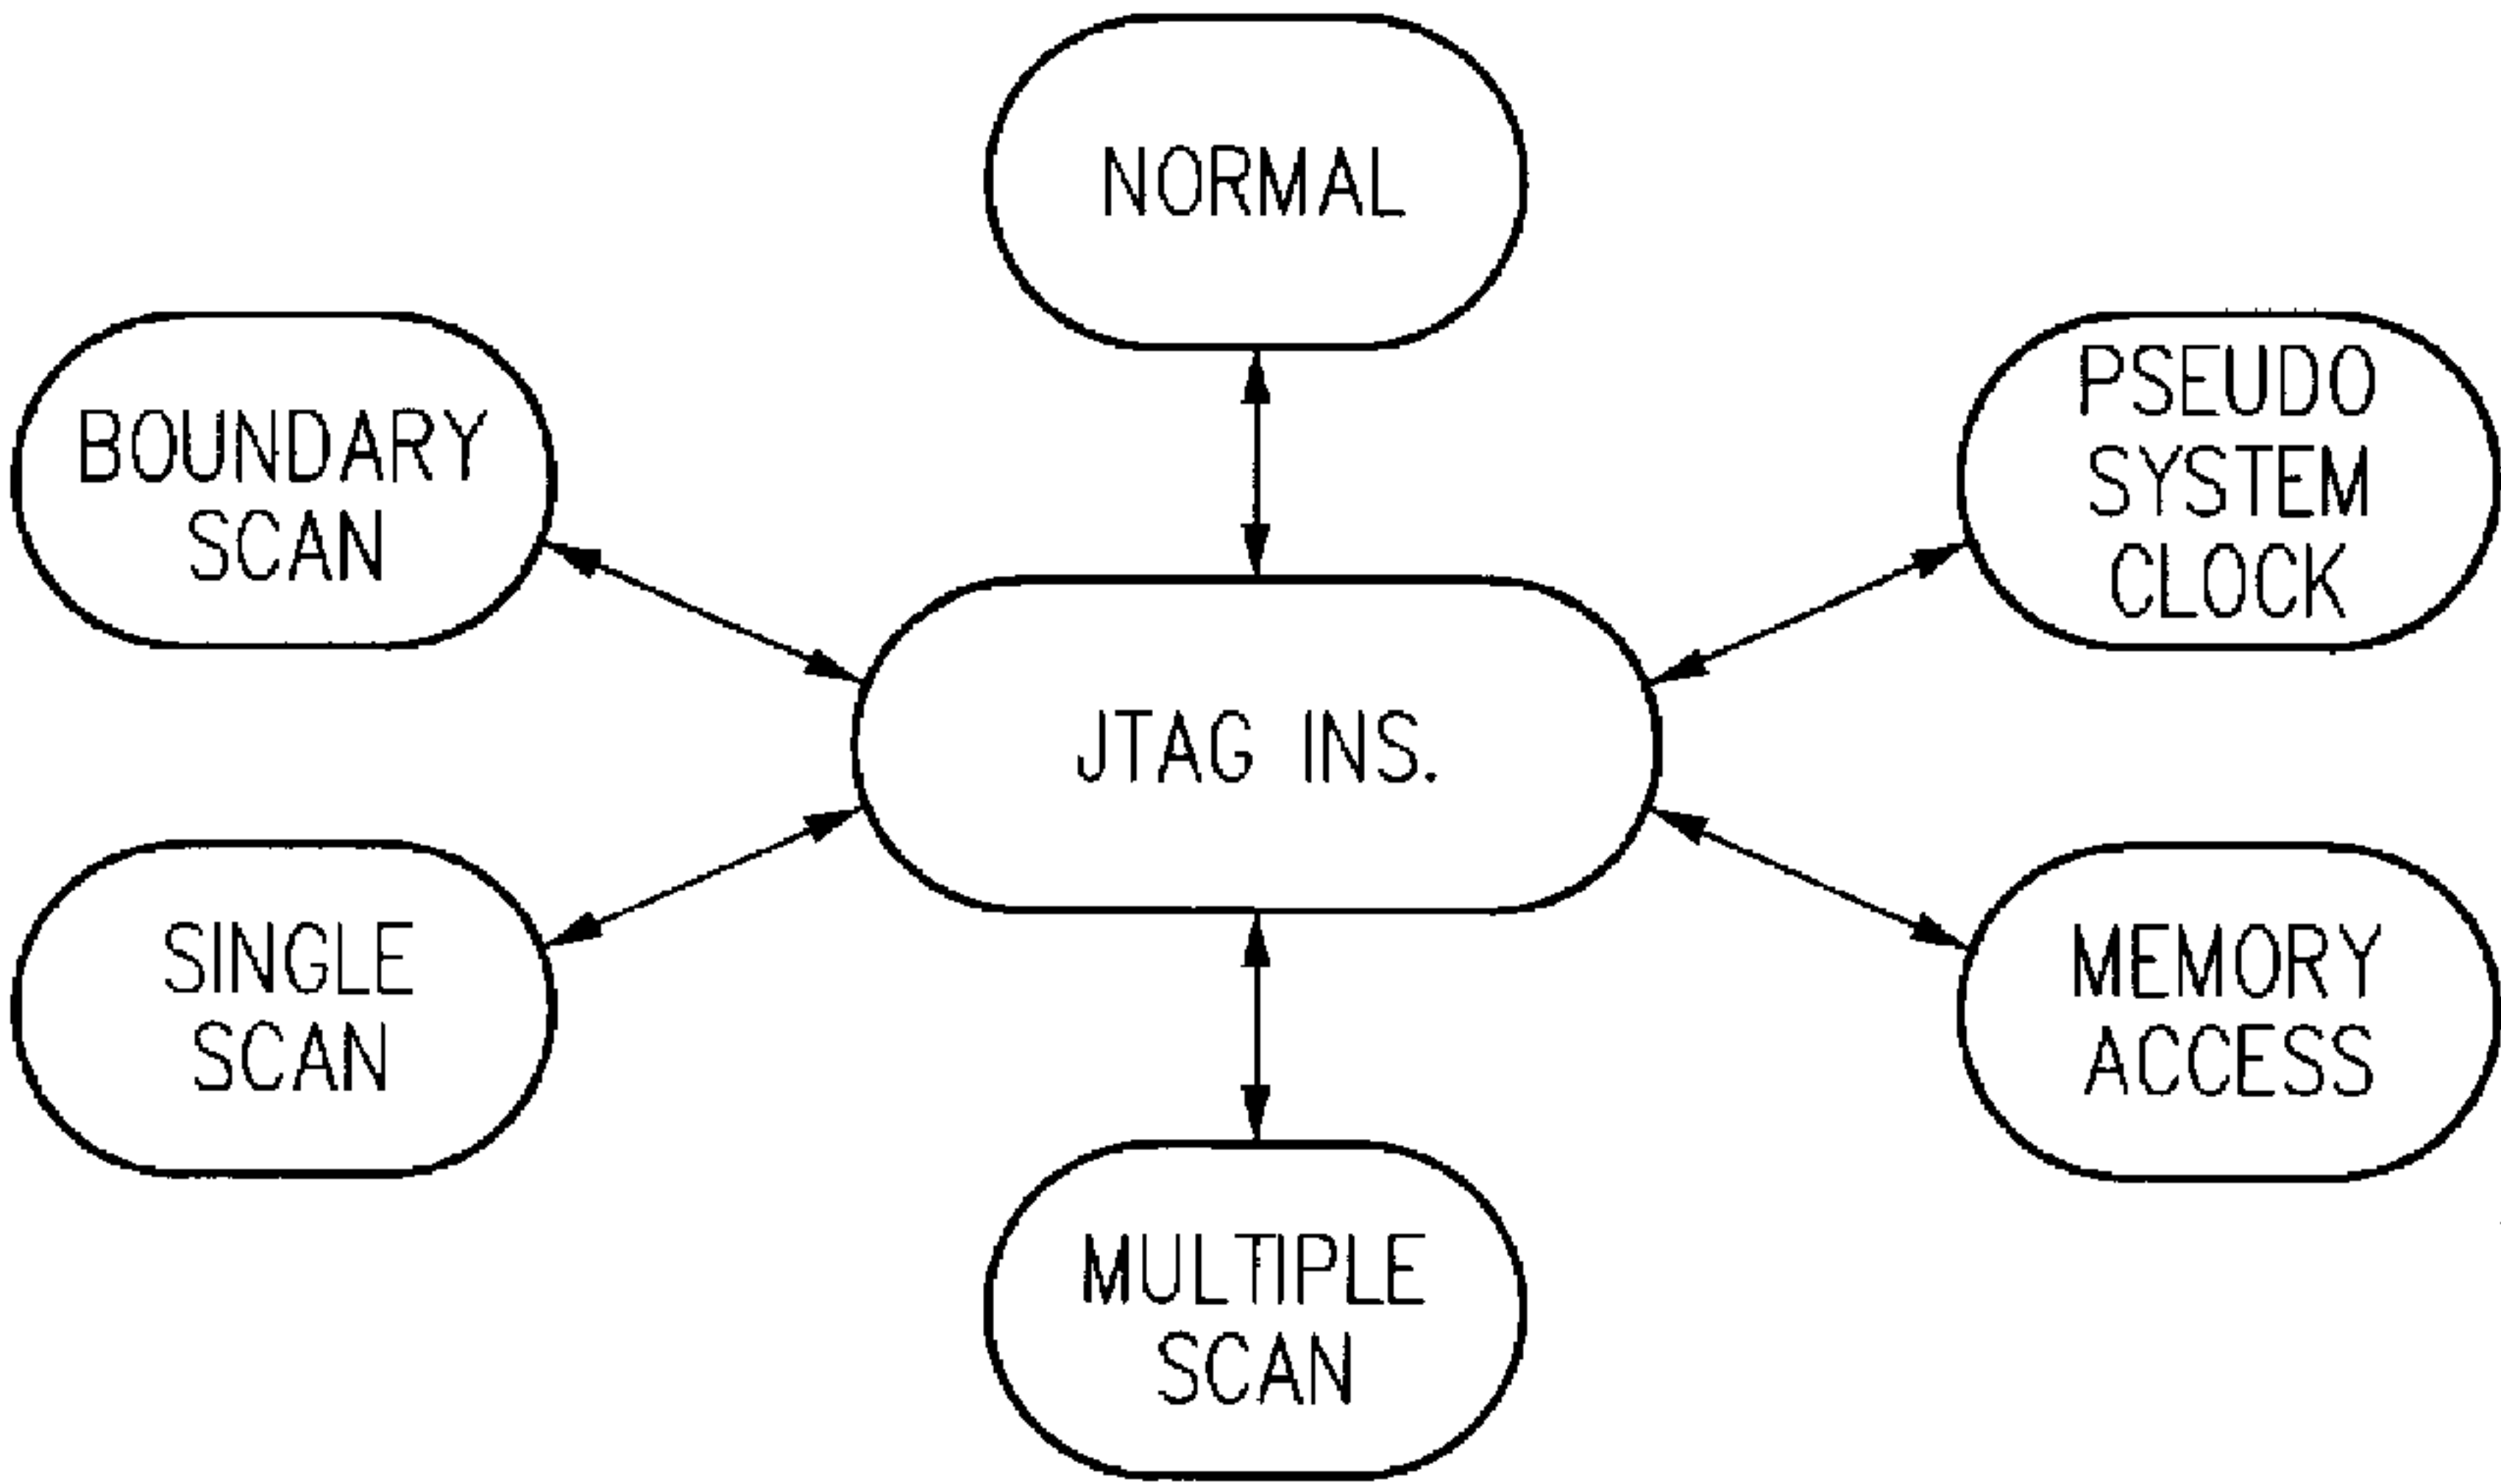 NORMAL
BOUNDARY
SCAN
PSEUDO
SYSTEM
CLOCK
JTAG INS.
SINGLE
SCAN
MEMORY
ACCESS
MULTIPLE
SCAN